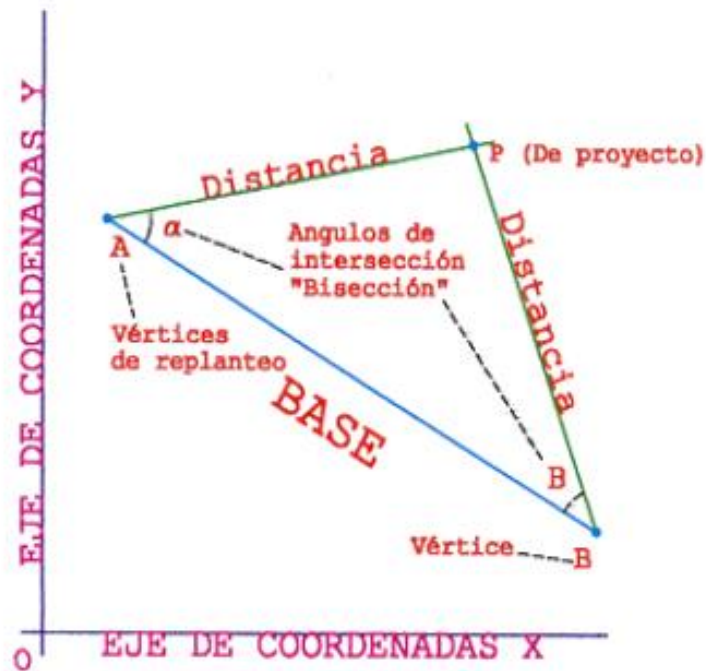 EJE DE COORDENADAS Y
Distancia
P (De proyecto)
α
A
Angulos de
intersección
"Bisección"
Distancia
Vértices
de replanteo
BASE
B
Vértice
B
O
EJE DE COORDENADAS X